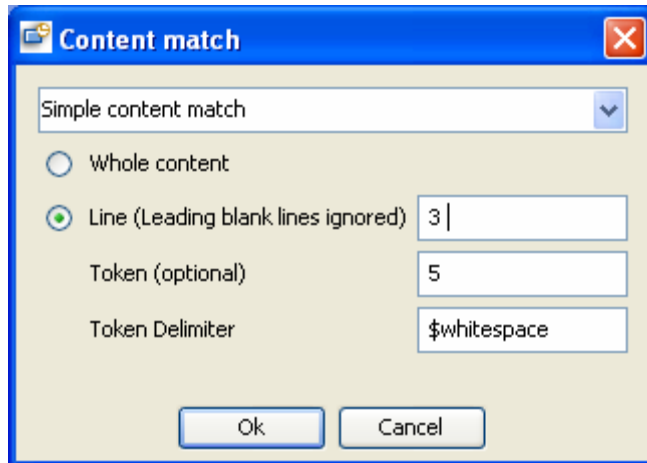 Content match
Simple content match
Whole content
Line (Leading blank lines ignored) 3
Token (optional) 5
Token Delimiter $whitespace
Ok Cancel